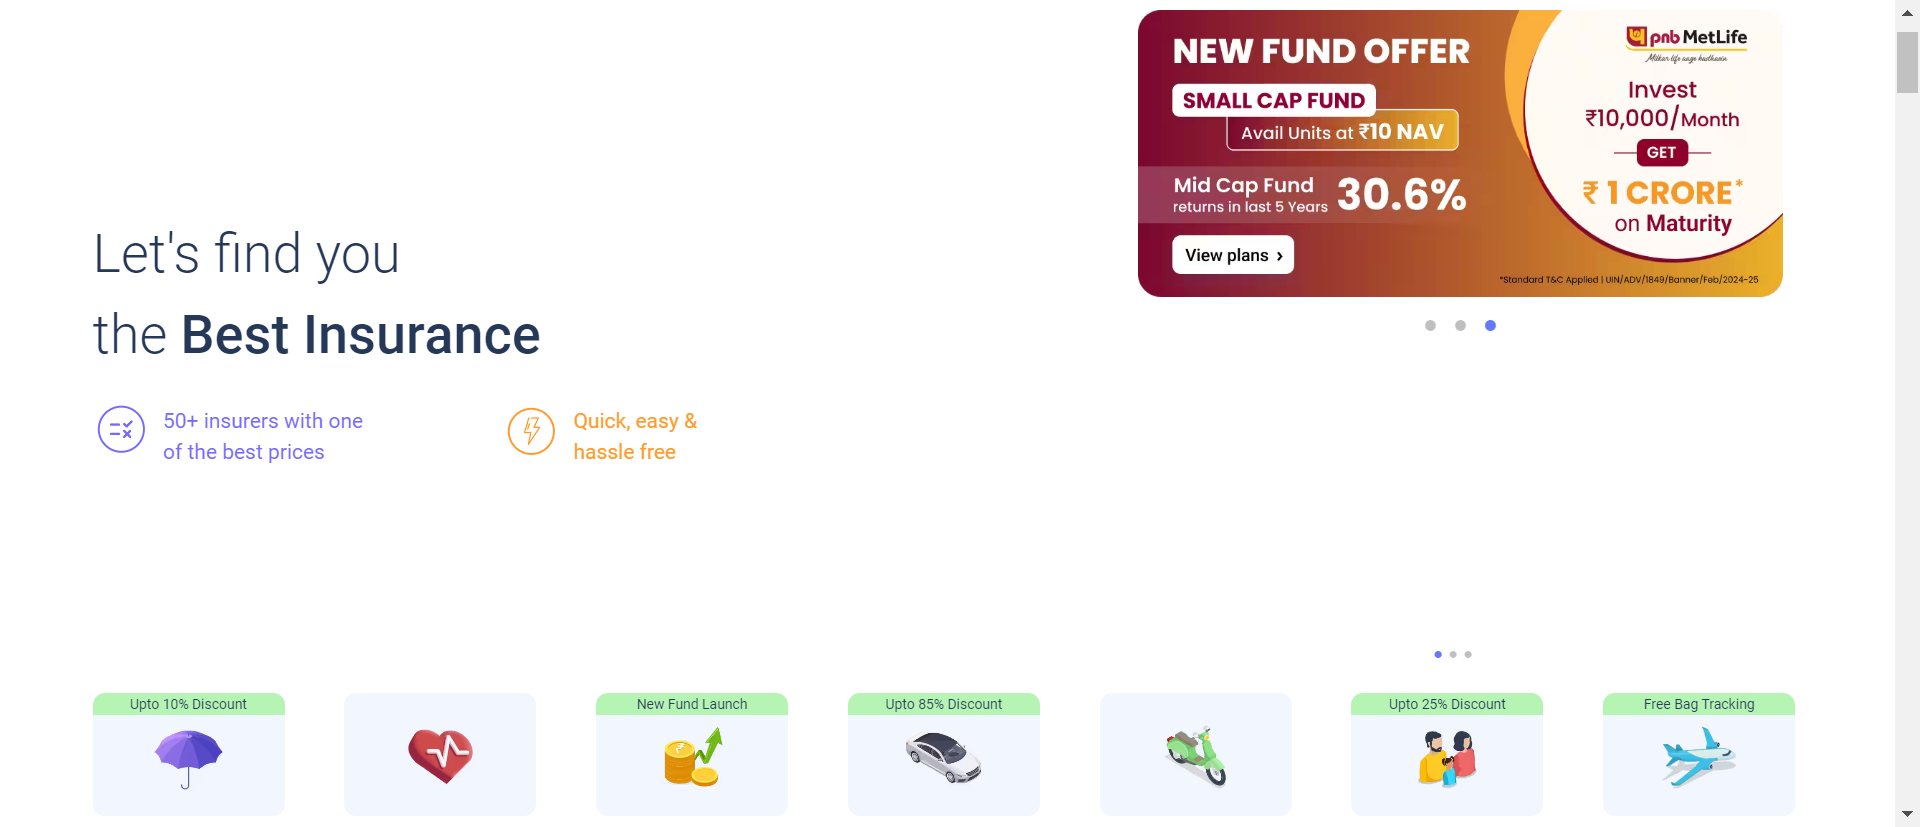 NEW FUND OFFER
SMALL CAP FUND
Avail Units at ₹10 NAV
Mid Cap Fund
returns in last 5 Years
30.6%
View plans ›
pnb MetLife
Milkar life aage badhaein
Invest
₹10,000/Month
GET
₹ 1 CRORE*
on Maturity
*Standard T&C Applied | UIN/ADV/1849/Banner/Feb/2024-25
Let's find you
the Best Insurance
50+ insurers with one
of the best prices
Quick, easy &
hassle free
Upto 10% Discount
New Fund Launch
Upto 85% Discount
Upto 25% Discount
Free Bag Tracking